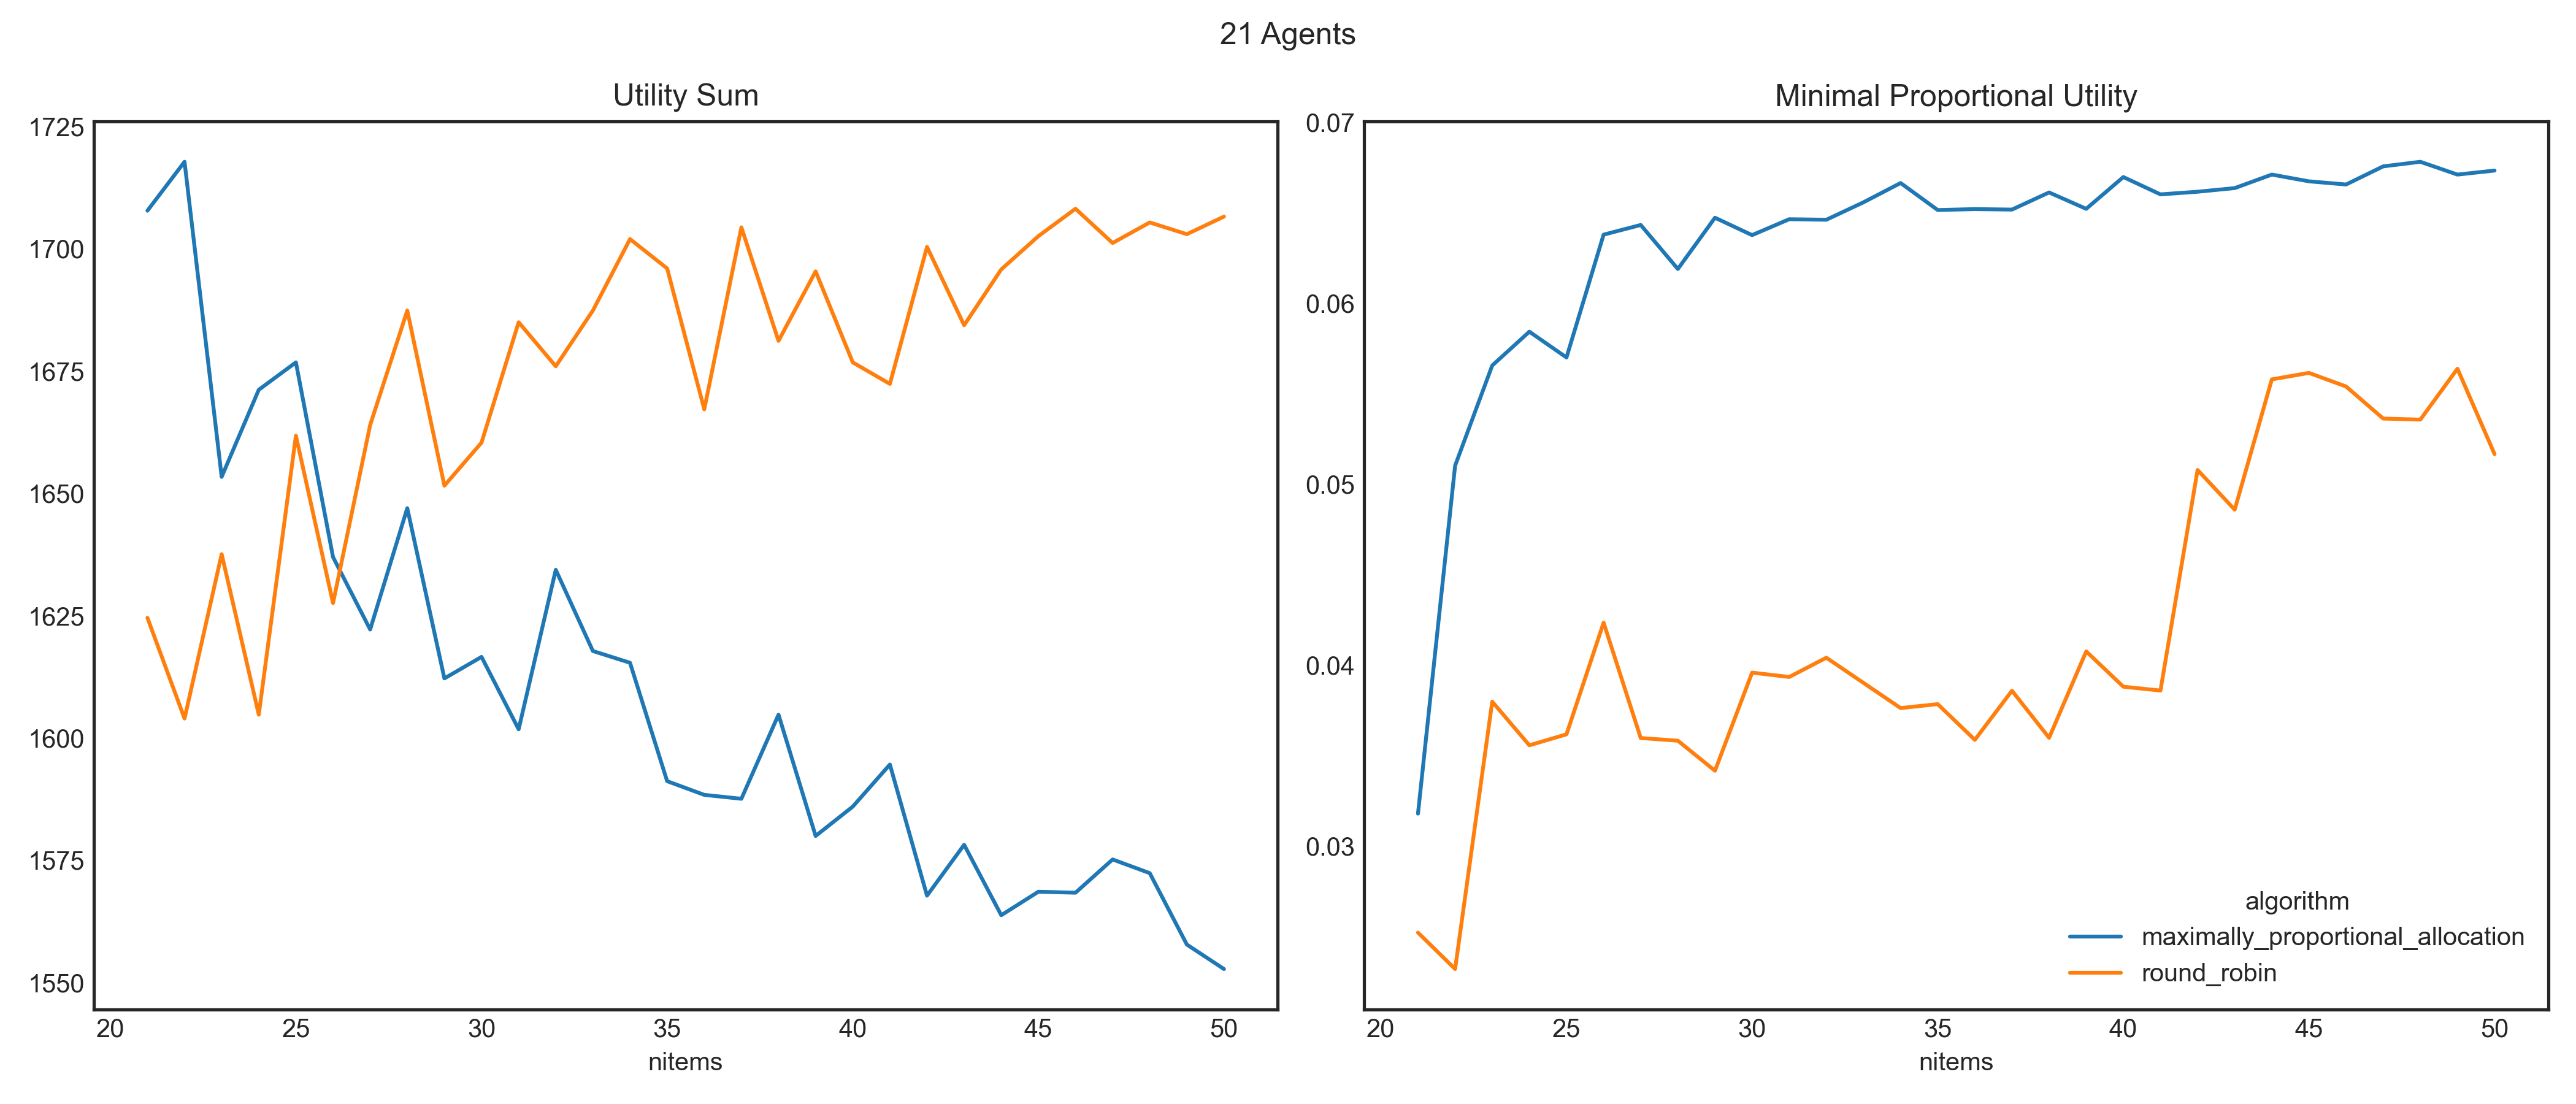 21 Agents
Utility Sum
1725
1700
1675
1650
1625
1600
1575
1550
20 25 30 35 40 45 50
nitems
Minimal Proportional Utility
0.07
0.06
0.05
0.04
0.03
20 25 30 35 40 45 50
nitems
algorithm
maximally_proportional_allocation
round_robin